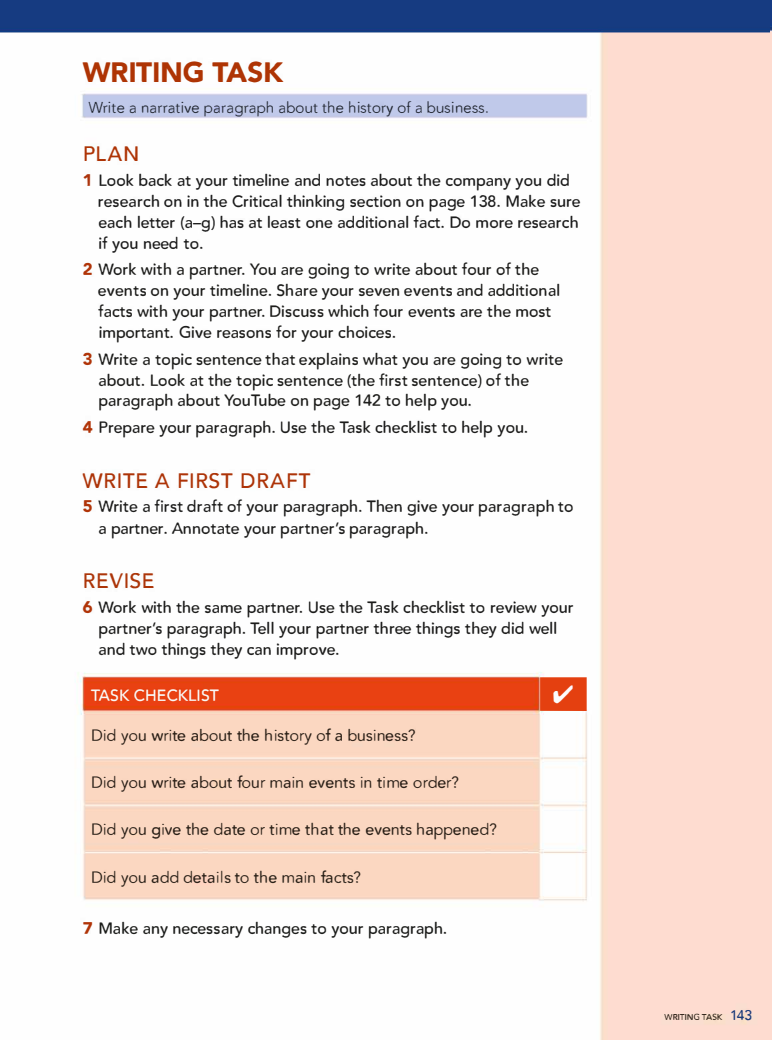 WRITING TASK
Write a narrative paragraph about the history of a business.
PLAN
1 Look back at your timeline and notes about the company you did
research on in the Critical thinking section on page 138. Make sure
each letter (a–g) has at least one additional fact. Do more research
if you need to.
2 Work with a partner. You are going to write about four of the
events on your timeline. Share your seven events and additional
facts with your partner. Discuss which four events are the most
important. Give reasons for your choices.
3 Write a topic sentence that explains what you are going to write
about. Look at the topic sentence (the first sentence) of the
paragraph about YouTube on page 142 to help you.
4 Prepare your paragraph. Use the Task checklist to help you.
WRITE A FIRST DRAFT
5 Write a first draft of your paragraph. Then give your paragraph to
a partner. Annotate your partner's paragraph.
REVISE
6 Work with the same partner. Use the Task checklist to review your
partner's paragraph. Tell your partner three things they did well
and two things they can improve.
TASK CHECKLIST ✔
Did you write about the history of a business?
Did you write about four main events in time order?
Did you give the date or time that the events happened?
Did you add details to the main facts?
7 Make any necessary changes to your paragraph.
WRITING TASK 143